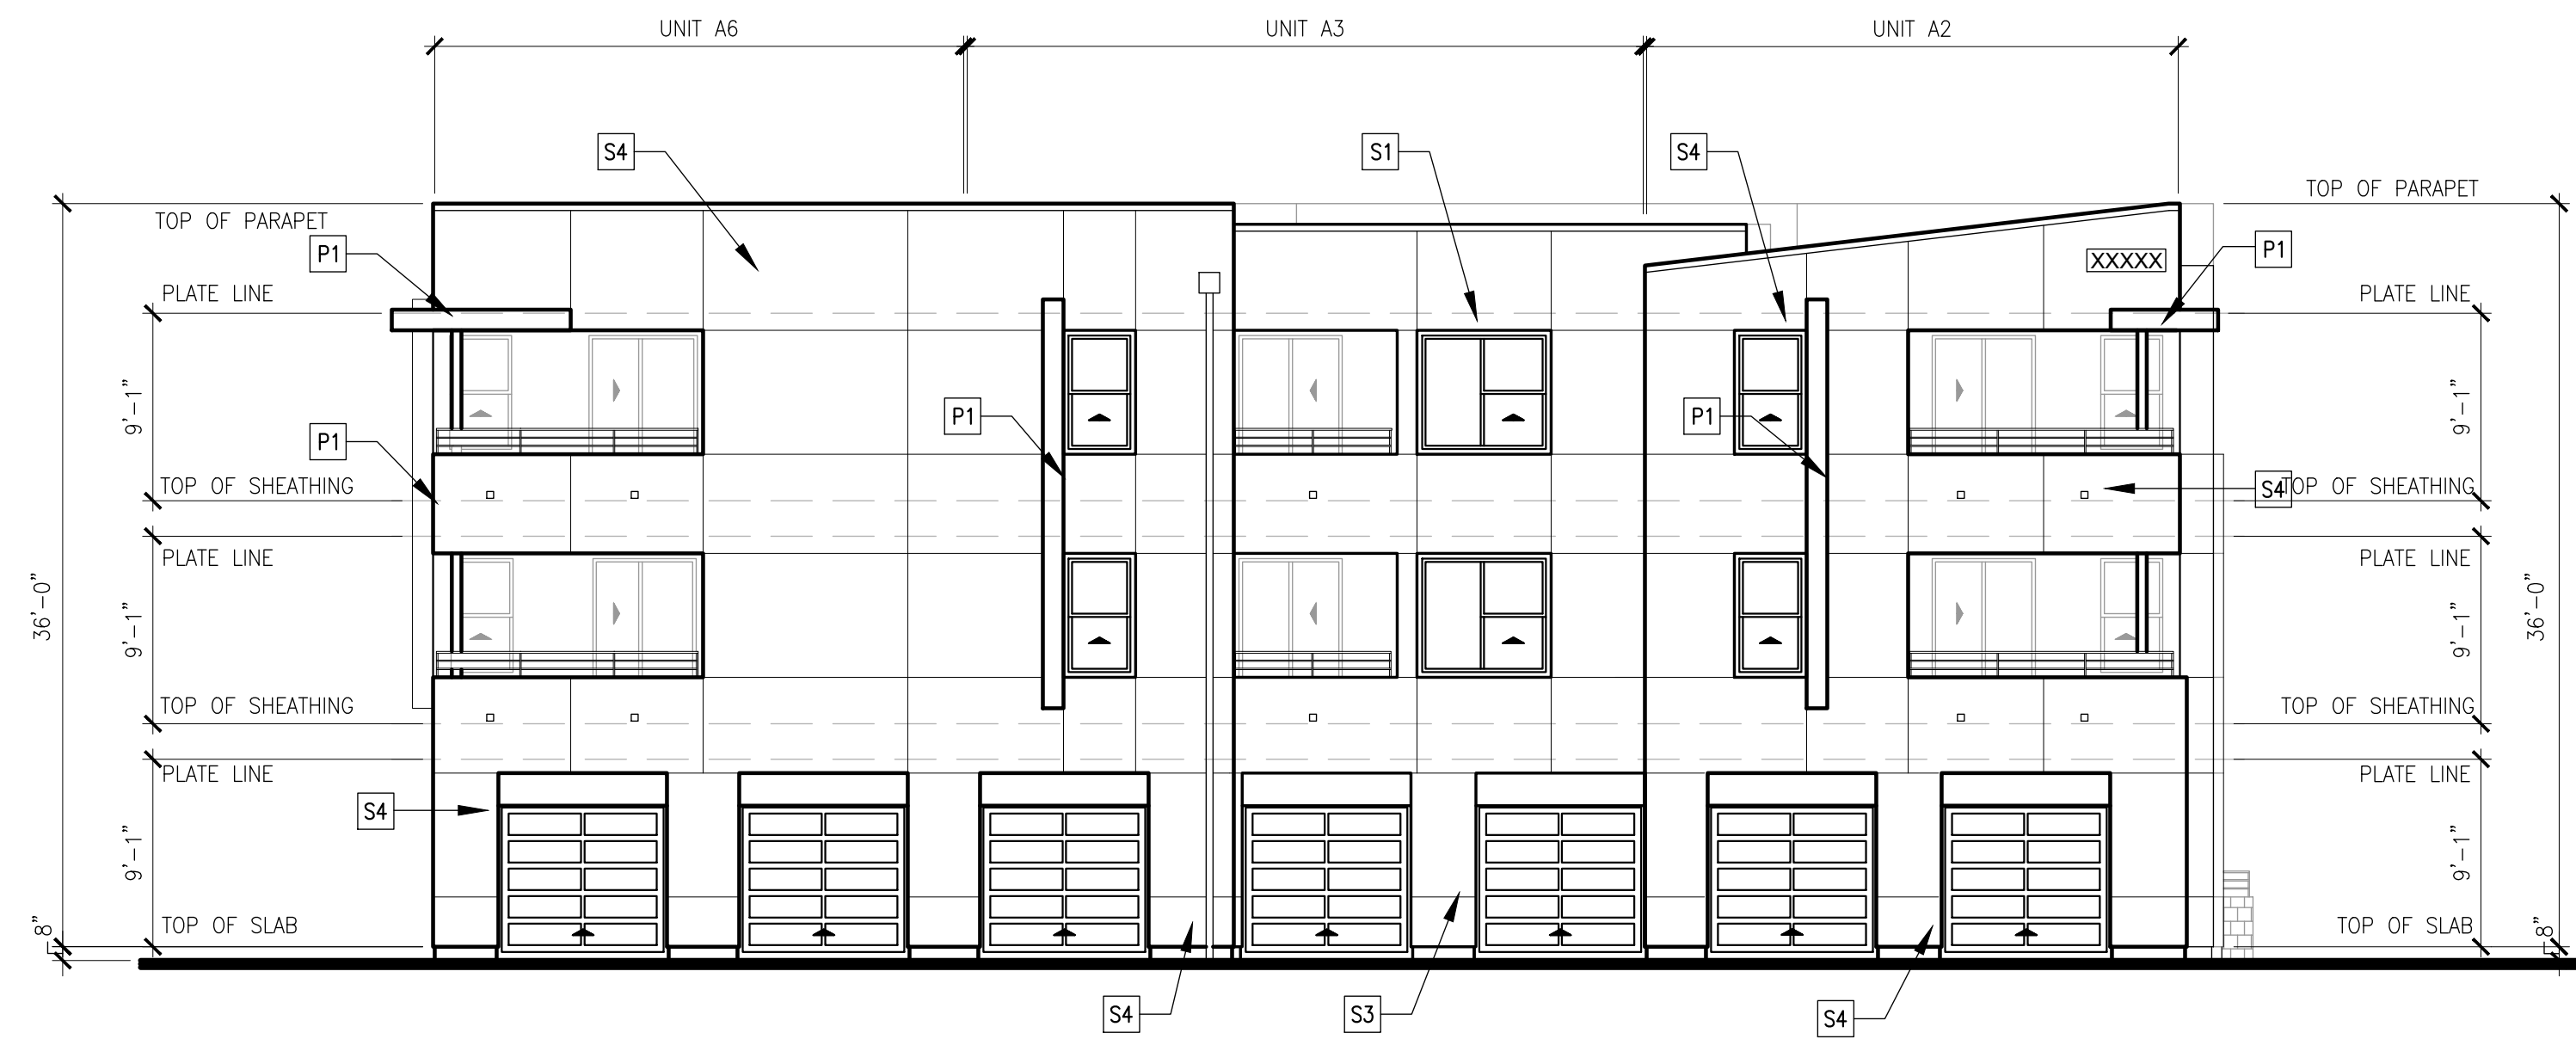 UNIT A6 UNIT A3 UNIT A2
S4 S1 S4
TOP OF PARAPET TOP OF PARAPET
P1 P1
XXXXX
PLATE LINE PLATE LINE
9'-1" 9'-1"
P1 P1 P1
TOP OF SHEATHING S4 TOP OF SHEATHING
PLATE LINE PLATE LINE
36'-0" 9'-1" 9'-1" 36'-0"
TOP OF SHEATHING TOP OF SHEATHING
PLATE LINE PLATE LINE
S4
9'-1" 9'-1"
TOP OF SLAB TOP OF SLAB
8" 8"
S4 S3 S4